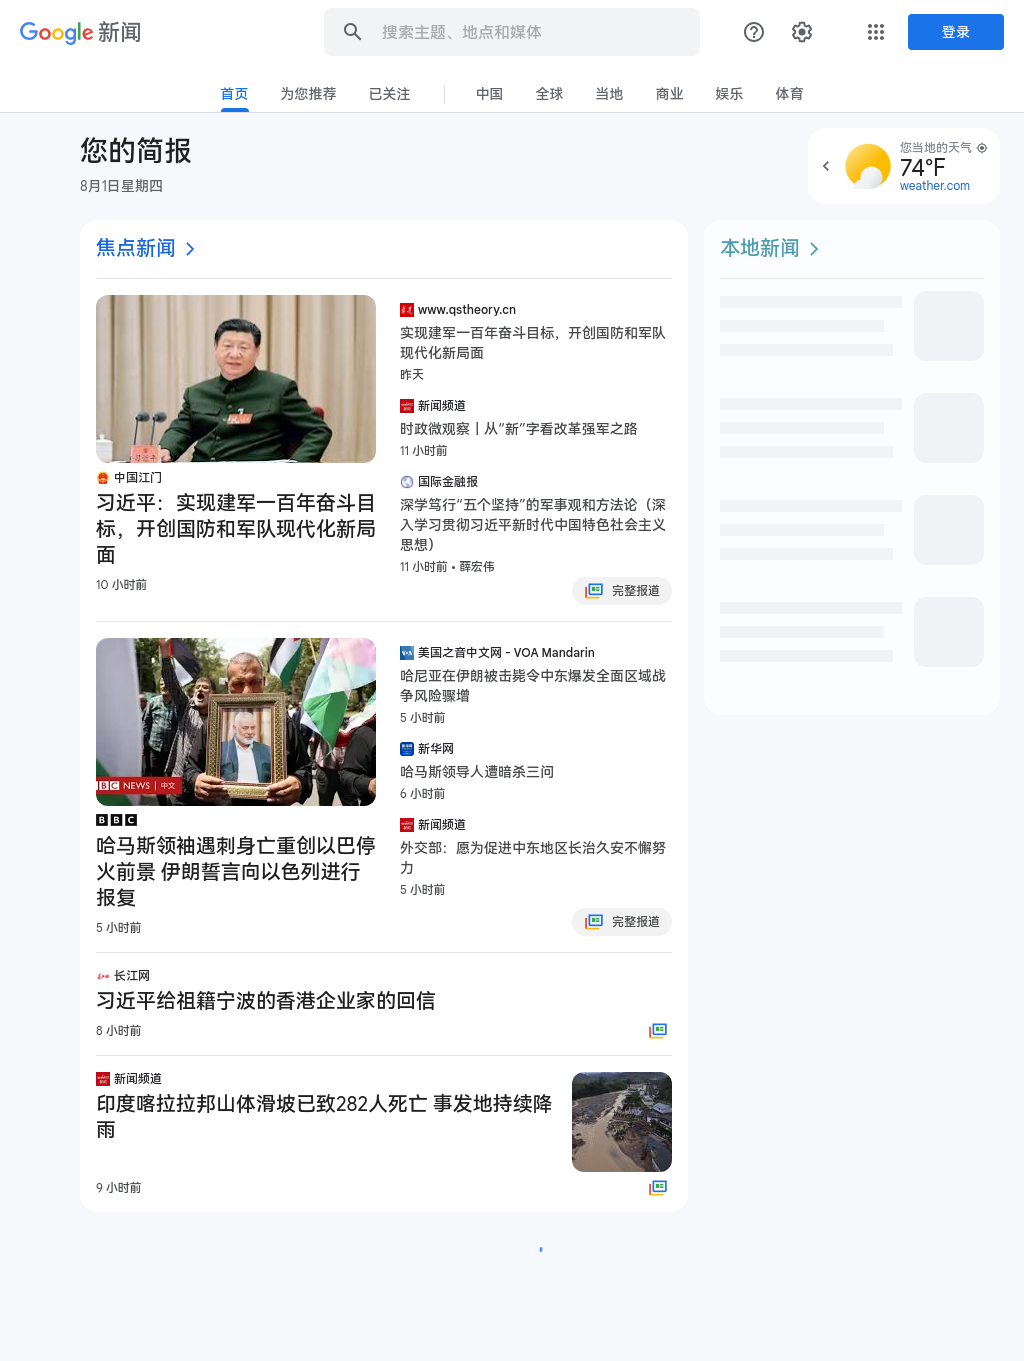 Google 新闻
搜索主题、地点和媒体
登录
首页
为您推荐
已关注
中国
全球
当地
商业
娱乐
体育
您的简报
8月1日星期四
您当地的天气
74°F
weather.com
焦点新闻
习近平
中国江门
习近平：实现建军一百年奋斗目
标，开创国防和军队现代化新局
面
10 小时前
www.qstheory.cn
实现建军一百年奋斗目标，开创国防和军队
现代化新局面
昨天
新闻频道
时政微观察丨从“新”字看改革强军之路
11 小时前
国际金融报
深学笃行“五个坚持”的军事观和方法论（深
入学习贯彻习近平新时代中国特色社会主义
思想）
11 小时前 • 薛宏伟
完整报道
BBC NEWS | 中文
BBC
哈马斯领袖遇刺身亡重创以巴停
火前景 伊朗誓言向以色列进行
报复
5 小时前
VOA
美国之音中文网 - VOA Mandarin
哈尼亚在伊朗被击毙令中东爆发全面区域战
争风险骤增
5 小时前
新华网
哈马斯领导人遭暗杀三问
6 小时前
新闻频道
外交部：愿为促进中东地区长治久安不懈努
力
5 小时前
完整报道
长江网
习近平给祖籍宁波的香港企业家的回信
8 小时前
新闻频道
印度喀拉拉邦山体滑坡已致282人死亡 事发地持续降
雨
9 小时前
本地新闻